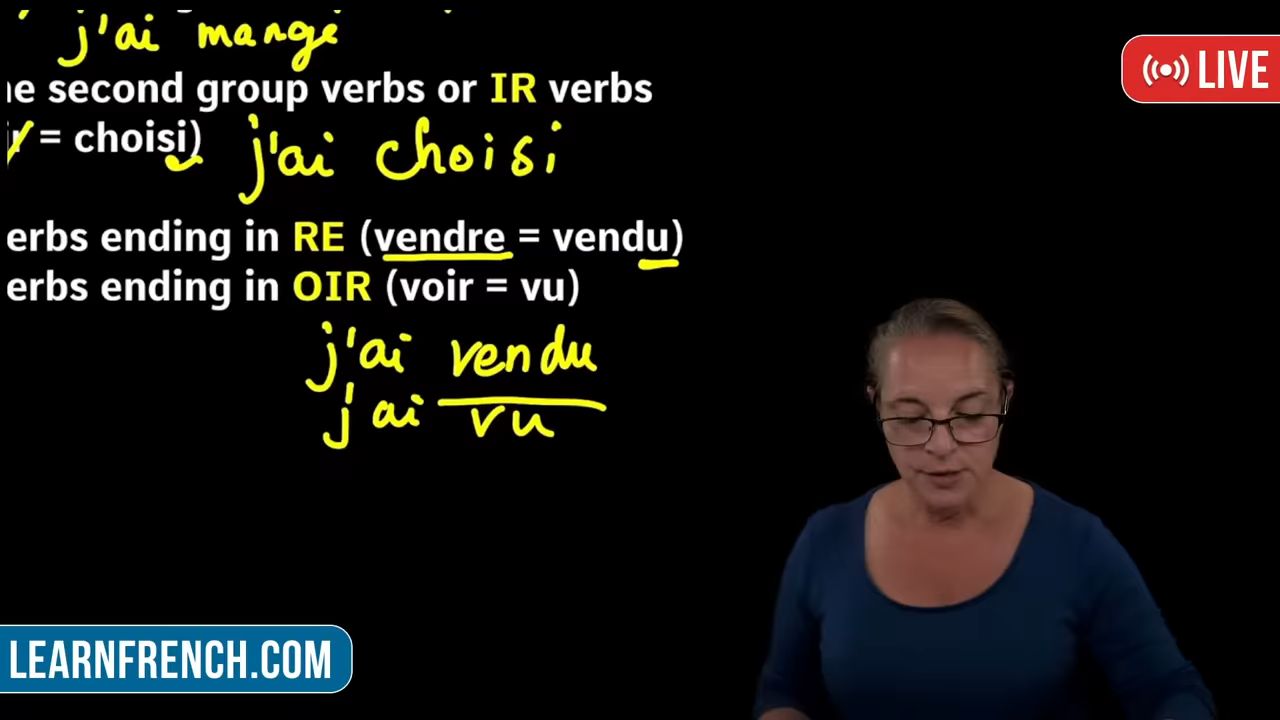 j'ai mangé
e second group verbs or IR verbs
r = choisi) j'ai choisi
erbs ending in RE (vendre = vendu)
erbs ending in OIR (voir = vu)
j'ai vendu
j'ai vu
LIVE
LEARNFRENCH.COM